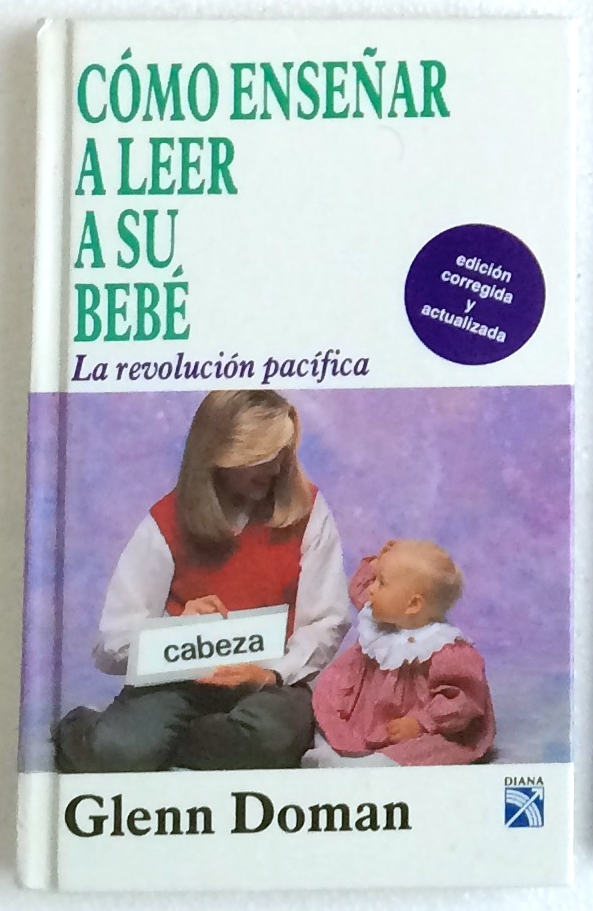 CÓMO ENSEÑAR
A LEER
A SU
BEBÉ
La revolución pacífica
edición
corregida
y
actualizada
cabeza
Glenn Doman
DIANA